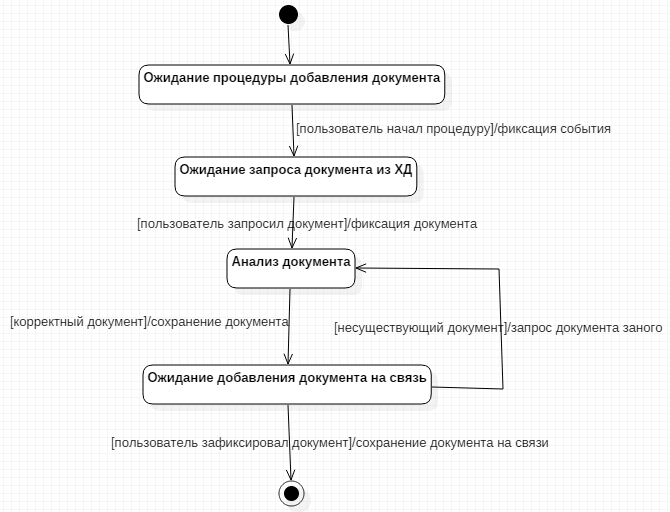 Ожидание процедуры добавления документа
[пользователь начал процедуру]/фиксация события
Ожидание запроса документа из ХД
[пользователь запросил документ]/фиксация документа
Анализ документа
[корректный документ]/сохранение документа
[несуществующий документ]/запрос документа заного
Ожидание добавления документа на связь
[пользователь зафиксировал документ]/сохранение документа на связи